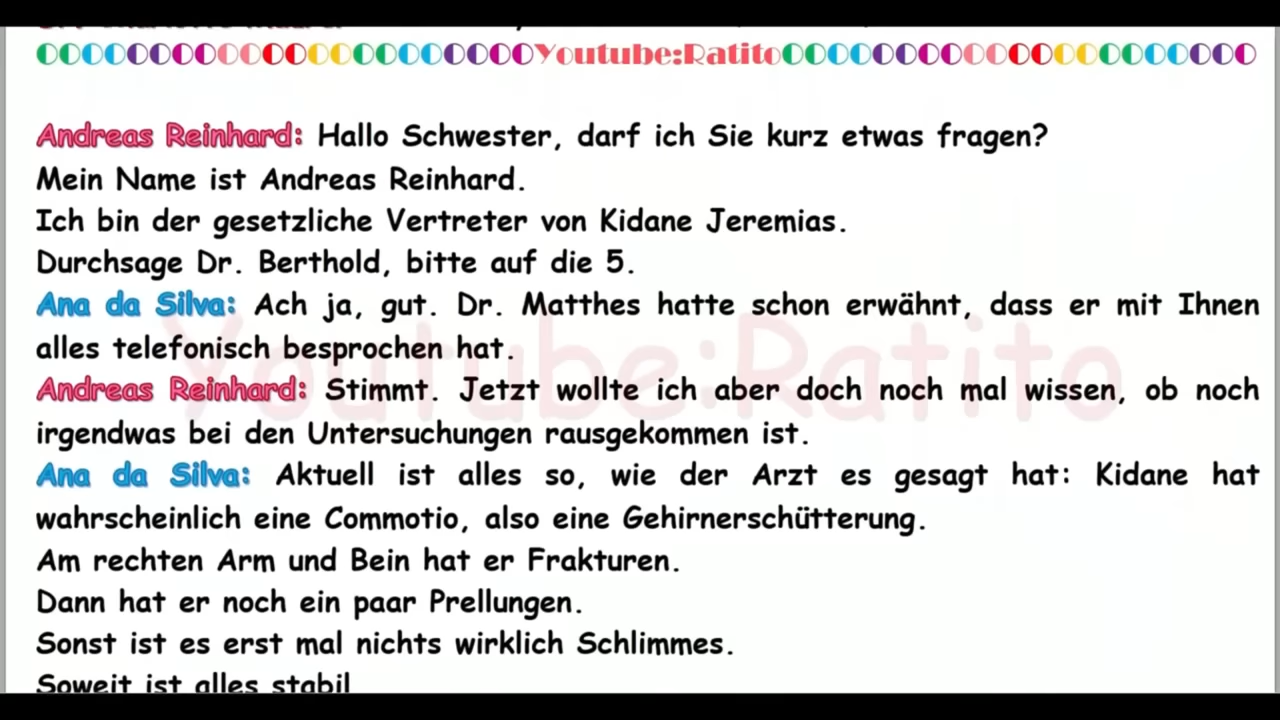 Youtube:Ratito
Andreas Reinhard: Hallo Schwester, darf ich Sie kurz etwas fragen?
Mein Name ist Andreas Reinhard.
Ich bin der gesetzliche Vertreter von Kidane Jeremias.
Durchsage Dr. Berthold, bitte auf die 5.
Ana da Silva: Ach ja, gut. Dr. Matthes hatte schon erwähnt, dass er mit Ihnen
alles telefonisch besprochen hat.
Youtube:Ratito
Andreas Reinhard: Stimmt. Jetzt wollte ich aber doch noch mal wissen, ob noch
irgendwas bei den Untersuchungen rausgekommen ist.
Ana da Silva: Aktuell ist alles so, wie der Arzt es gesagt hat: Kidane hat
wahrscheinlich eine Commotio, also eine Gehirnerschütterung.
Am rechten Arm und Bein hat er Frakturen.
Dann hat er noch ein paar Prellungen.
Sonst ist es erst mal nichts wirklich Schlimmes.
Soweit ist alles stabil